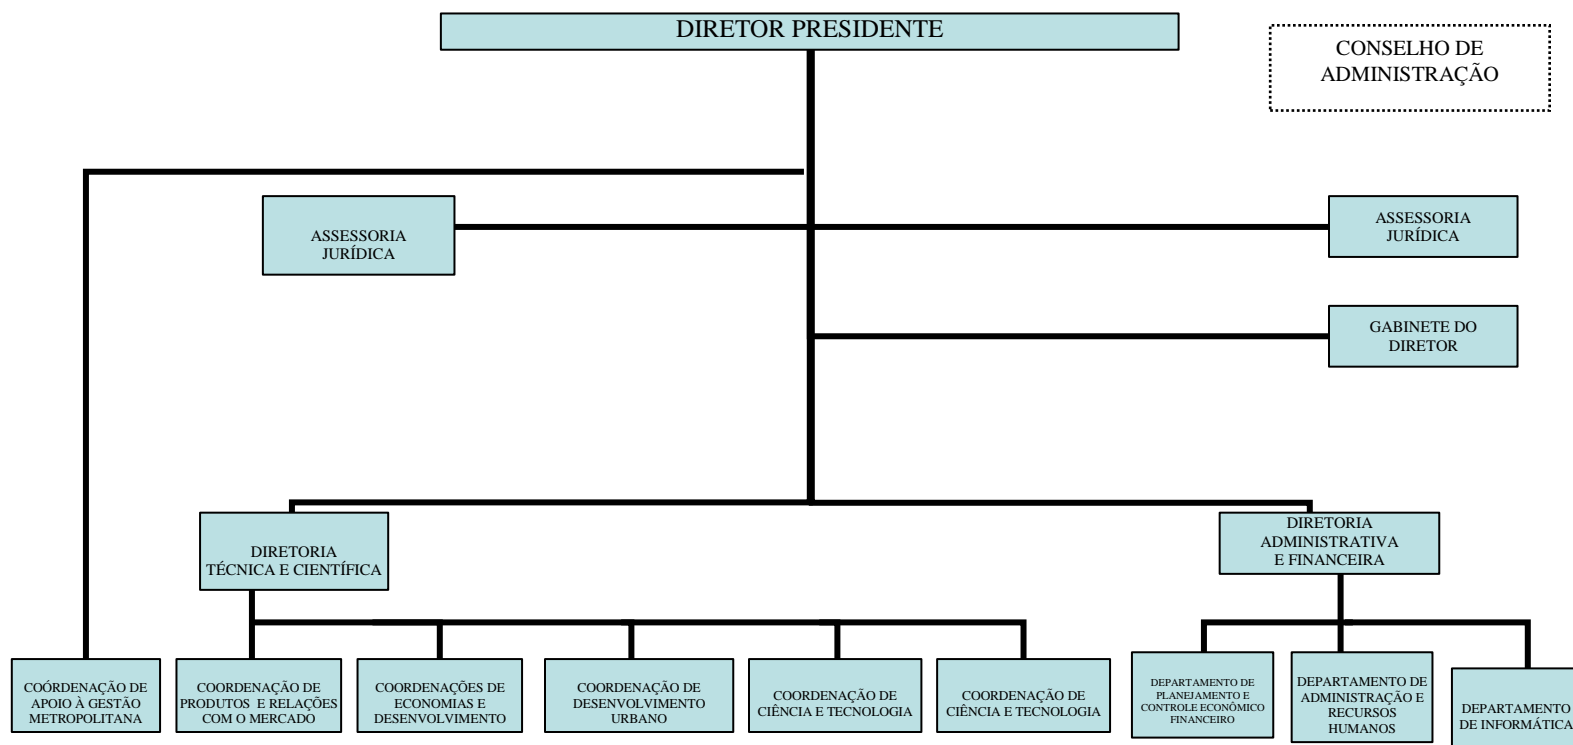 DIRETOR PRESIDENTE
CONSELHO DE
ADMINISTRAÇÃO
ASSESSORIA
JURÍDICA
ASSESSORIA
JURÍDICA
GABINETE DO
DIRETOR
DIRETORIA
TÉCNICA E CIENTÍFICA
DIRETORIA
ADMINISTRATIVA
E FINANCEIRA
COÓRDENAÇÃO DE
APOIO À GESTÃO
METROPOLITANA
COORDENAÇÃO DE
PRODUTOS E RELAÇÕES
COM O MERCADO
COORDENAÇÕES DE
ECONOMIAS E
DESENVOLVIMENTO
COORDENAÇÃO DE
DESENVOLVIMENTO
URBANO
COORDENAÇÃO DE
CIÊNCIA E TECNOLOGIA
COORDENAÇÃO DE
CIÊNCIA E TECNOLOGIA
DEPARTAMENTO DE
PLANEJAMENTO E
CONTROLE ECONÔMICO
FINANCEIRO
DEPARTAMENTO DE
ADMINISTRAÇÃO E
RECURSOS
HUMANOS
DEPARTAMENTO
DE INFORMÁTICA